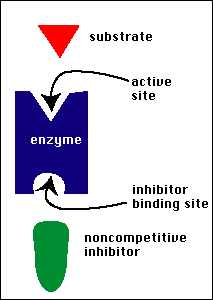 substrate
active
site
enzyme
inhibitor
binding site
noncompetitive
inhibitor